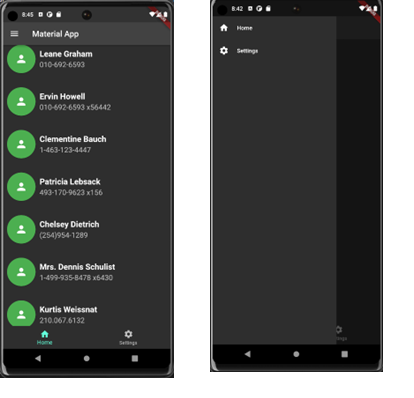 8:45
Material App
Leane Graham
010-692-6593
Ervin Howell
010-692-6593 x56442
Clementine Bauch
1-463-123-4447
Patricia Lebsack
493-170-9623 x156
Chelsey Dietrich
(254)954-1289
Mrs. Dennis Schulist
1-499-935-8478 x6430
Kurtis Weissnat
210.067.6132
Home
Settings
8:42
Home
Settings